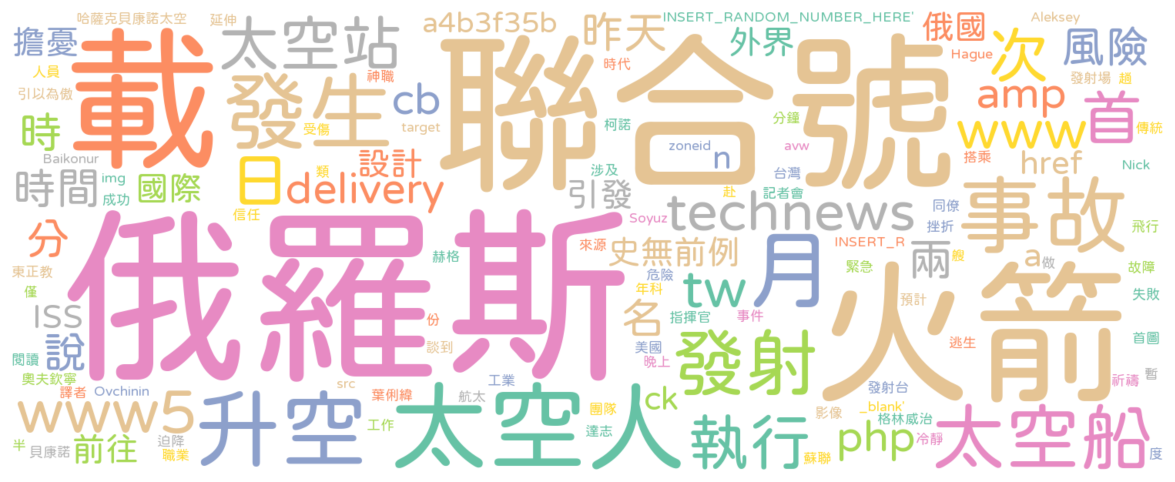 哈薩克貝康諾太空
延伸
a4b3f35b
昨天
INSERT_RANDOM_NUMBER_HERE'
俄國
Aleksey
擔憂
載
太空站
聯合號
外界
次
Hague
風險
人員
神職
時代
發射場
趙
引以為傲
發生
cb
amp
首
時
受傷
target
柯諾
分鐘
www
傳統
Baikonur
類
設計
zoneid
n
avw
搭乘
href
Nick
時間
img
成功
國際
日
delivery
涉及
引發
台灣
記者會
信任
赴
technews
同僚
事故
俄羅斯
Soyuz
挫折
飛行
分
來源
史無前例
月
INSERT_R
兩
艘
a
做
東正教
赫格
危險
緊急
故障
僅
年科
tw
火箭
預計
失敗
ISS
份
名
指揮官
事件
說
談到
美國
發射
逃生
首圖
閱讀
晚上
奧夫欽寧
暫
譯者
Ovchinin
src
葉俐緯
工業
ck
發射台
祈禱
www5
升空
航太
太空人
團隊
執行
影像
_blank'
太空船
工作
格林威治
半
前往
迫降
達志
php
冷靜
貝康諾
職業
蘇聯
度